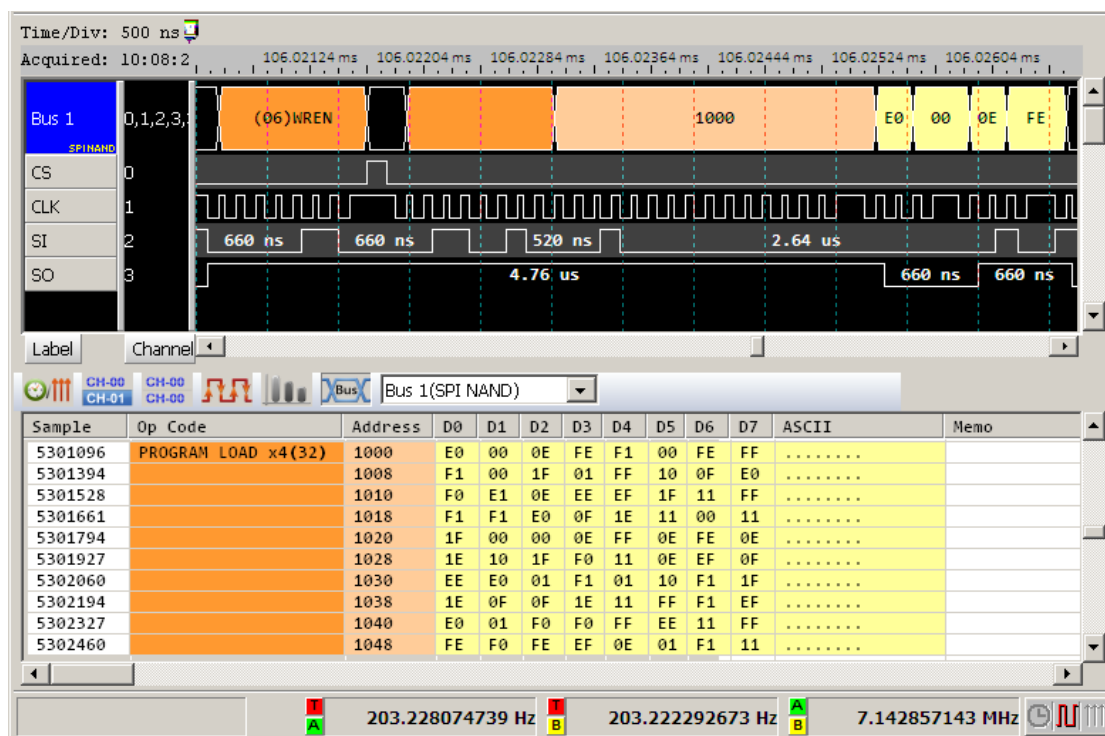 Time/Div: 500 ns
Acquired: 10:08:2
106.02124 ms 106.02204 ms 106.02284 ms 106.02364 ms 106.02444 ms 106.02524 ms 106.02604 ms
Bus 1 0,1,2,3, (06)WREN 1000 E0 00 0E FE
SPINAND
CS 0
CLK 1
SI 2 660 ns 660 ns 520 ns 2.64 us
SO 3 4.76 us 660 ns 660 ns
Label Channel
CH-00 CH-01 CH-00 CH-00 Bus Bus 1(SPI NAND)
Sample Op Code Address D0 D1 D2 D3 D4 D5 D6 D7 ASCII Memo
5301096 PROGRAM LOAD x4(32) 1000 E0 00 0E FE F1 00 FE FF ........
5301394 1008 F1 00 1F 01 FF 10 0F E0 ........
5301528 1010 F0 E1 0E EE EF 1F 11 FF ........
5301661 1018 F1 F1 E0 0F 1E 11 00 11 ........
5301794 1020 1F 00 00 0E FF 0E FE 0E ........
5301927 1028 1E 10 1F F0 11 0E EF 0F ........
5302060 1030 EE E0 01 F1 01 10 F1 1F ........
5302194 1038 1E 0F 0F 1E 11 FF F1 EF ........
5302327 1040 E0 01 F0 F0 FF EE 11 FF ........
5302460 1048 FE F0 FE EF 0E 01 F1 11 ........
T A 203.228074739 Hz T B 203.222292673 Hz A B 7.142857143 MHz